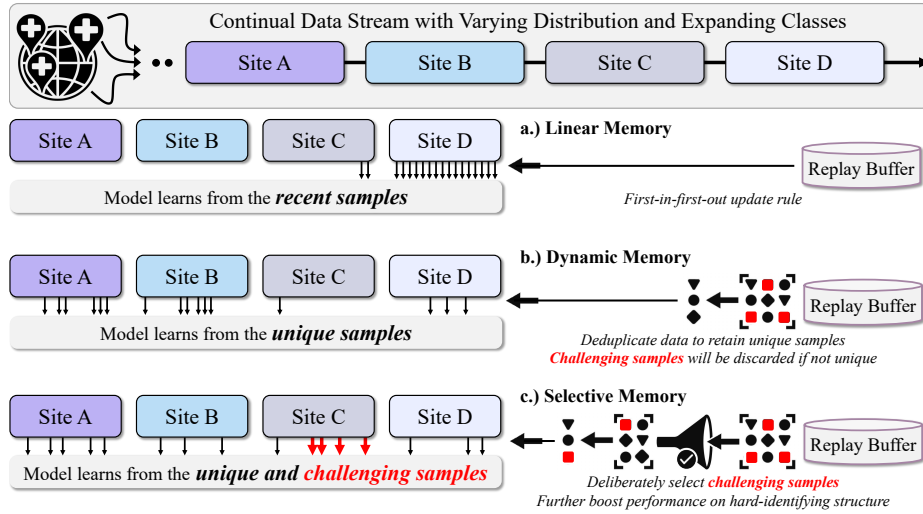 Continual Data Stream with Varying Distribution and Expanding Classes
Site A
Site B
Site C
Site D
Site A
Site B
Site C
Site D
a.) Linear Memory
Replay Buffer
Model learns from the recent samples
First-in-first-out update rule
Site A
Site B
Site C
Site D
b.) Dynamic Memory
Replay Buffer
Model learns from the unique samples
Deduplicate data to retain unique samples
Challenging samples will be discarded if not unique
Site A
Site B
Site C
Site D
c.) Selective Memory
Replay Buffer
Model learns from the unique and challenging samples
Deliberately select challenging samples
Further boost performance on hard-identifying structure